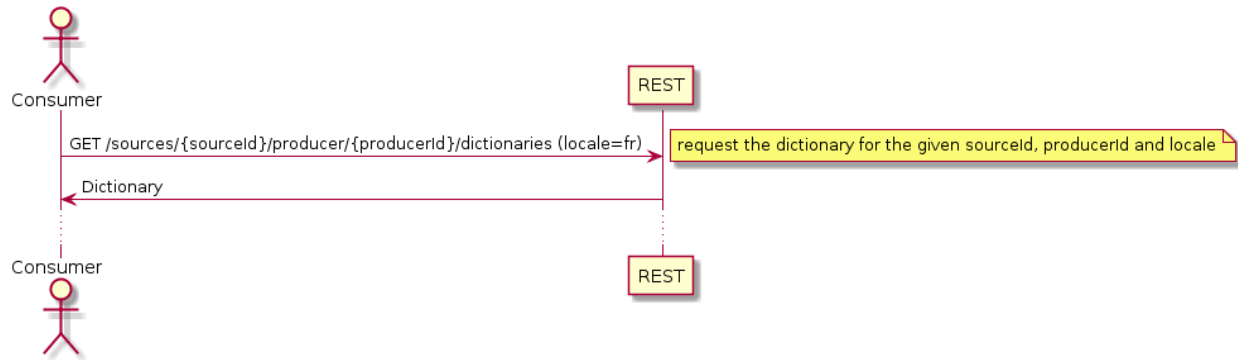 Consumer
REST
GET /sources/{sourceId}/producer/{producerId}/dictionaries (locale=fr)
request the dictionary for the given sourceId, producerId and locale
Dictionary
Consumer
REST